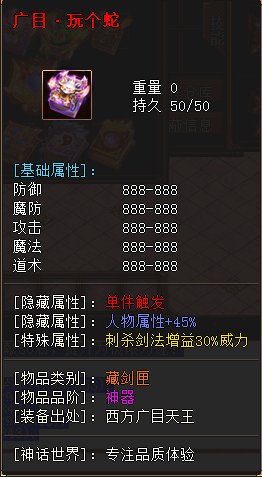 广目·玩个蛇
重量 0
持久 50/50
[基础属性]:
防御 888-888
魔防 888-888
攻击 888-888
魔法 888-888
道术 888-888
[隐藏属性]: 单件触发
[隐藏属性]: 人物属性+45%
[特殊属性]: 刺杀剑法增益30%威力
[物品类别]: 藏剑匣
[物品品阶]: 神器
[装备出处]: 西方广目天王
[神话世界]: 专注品质体验